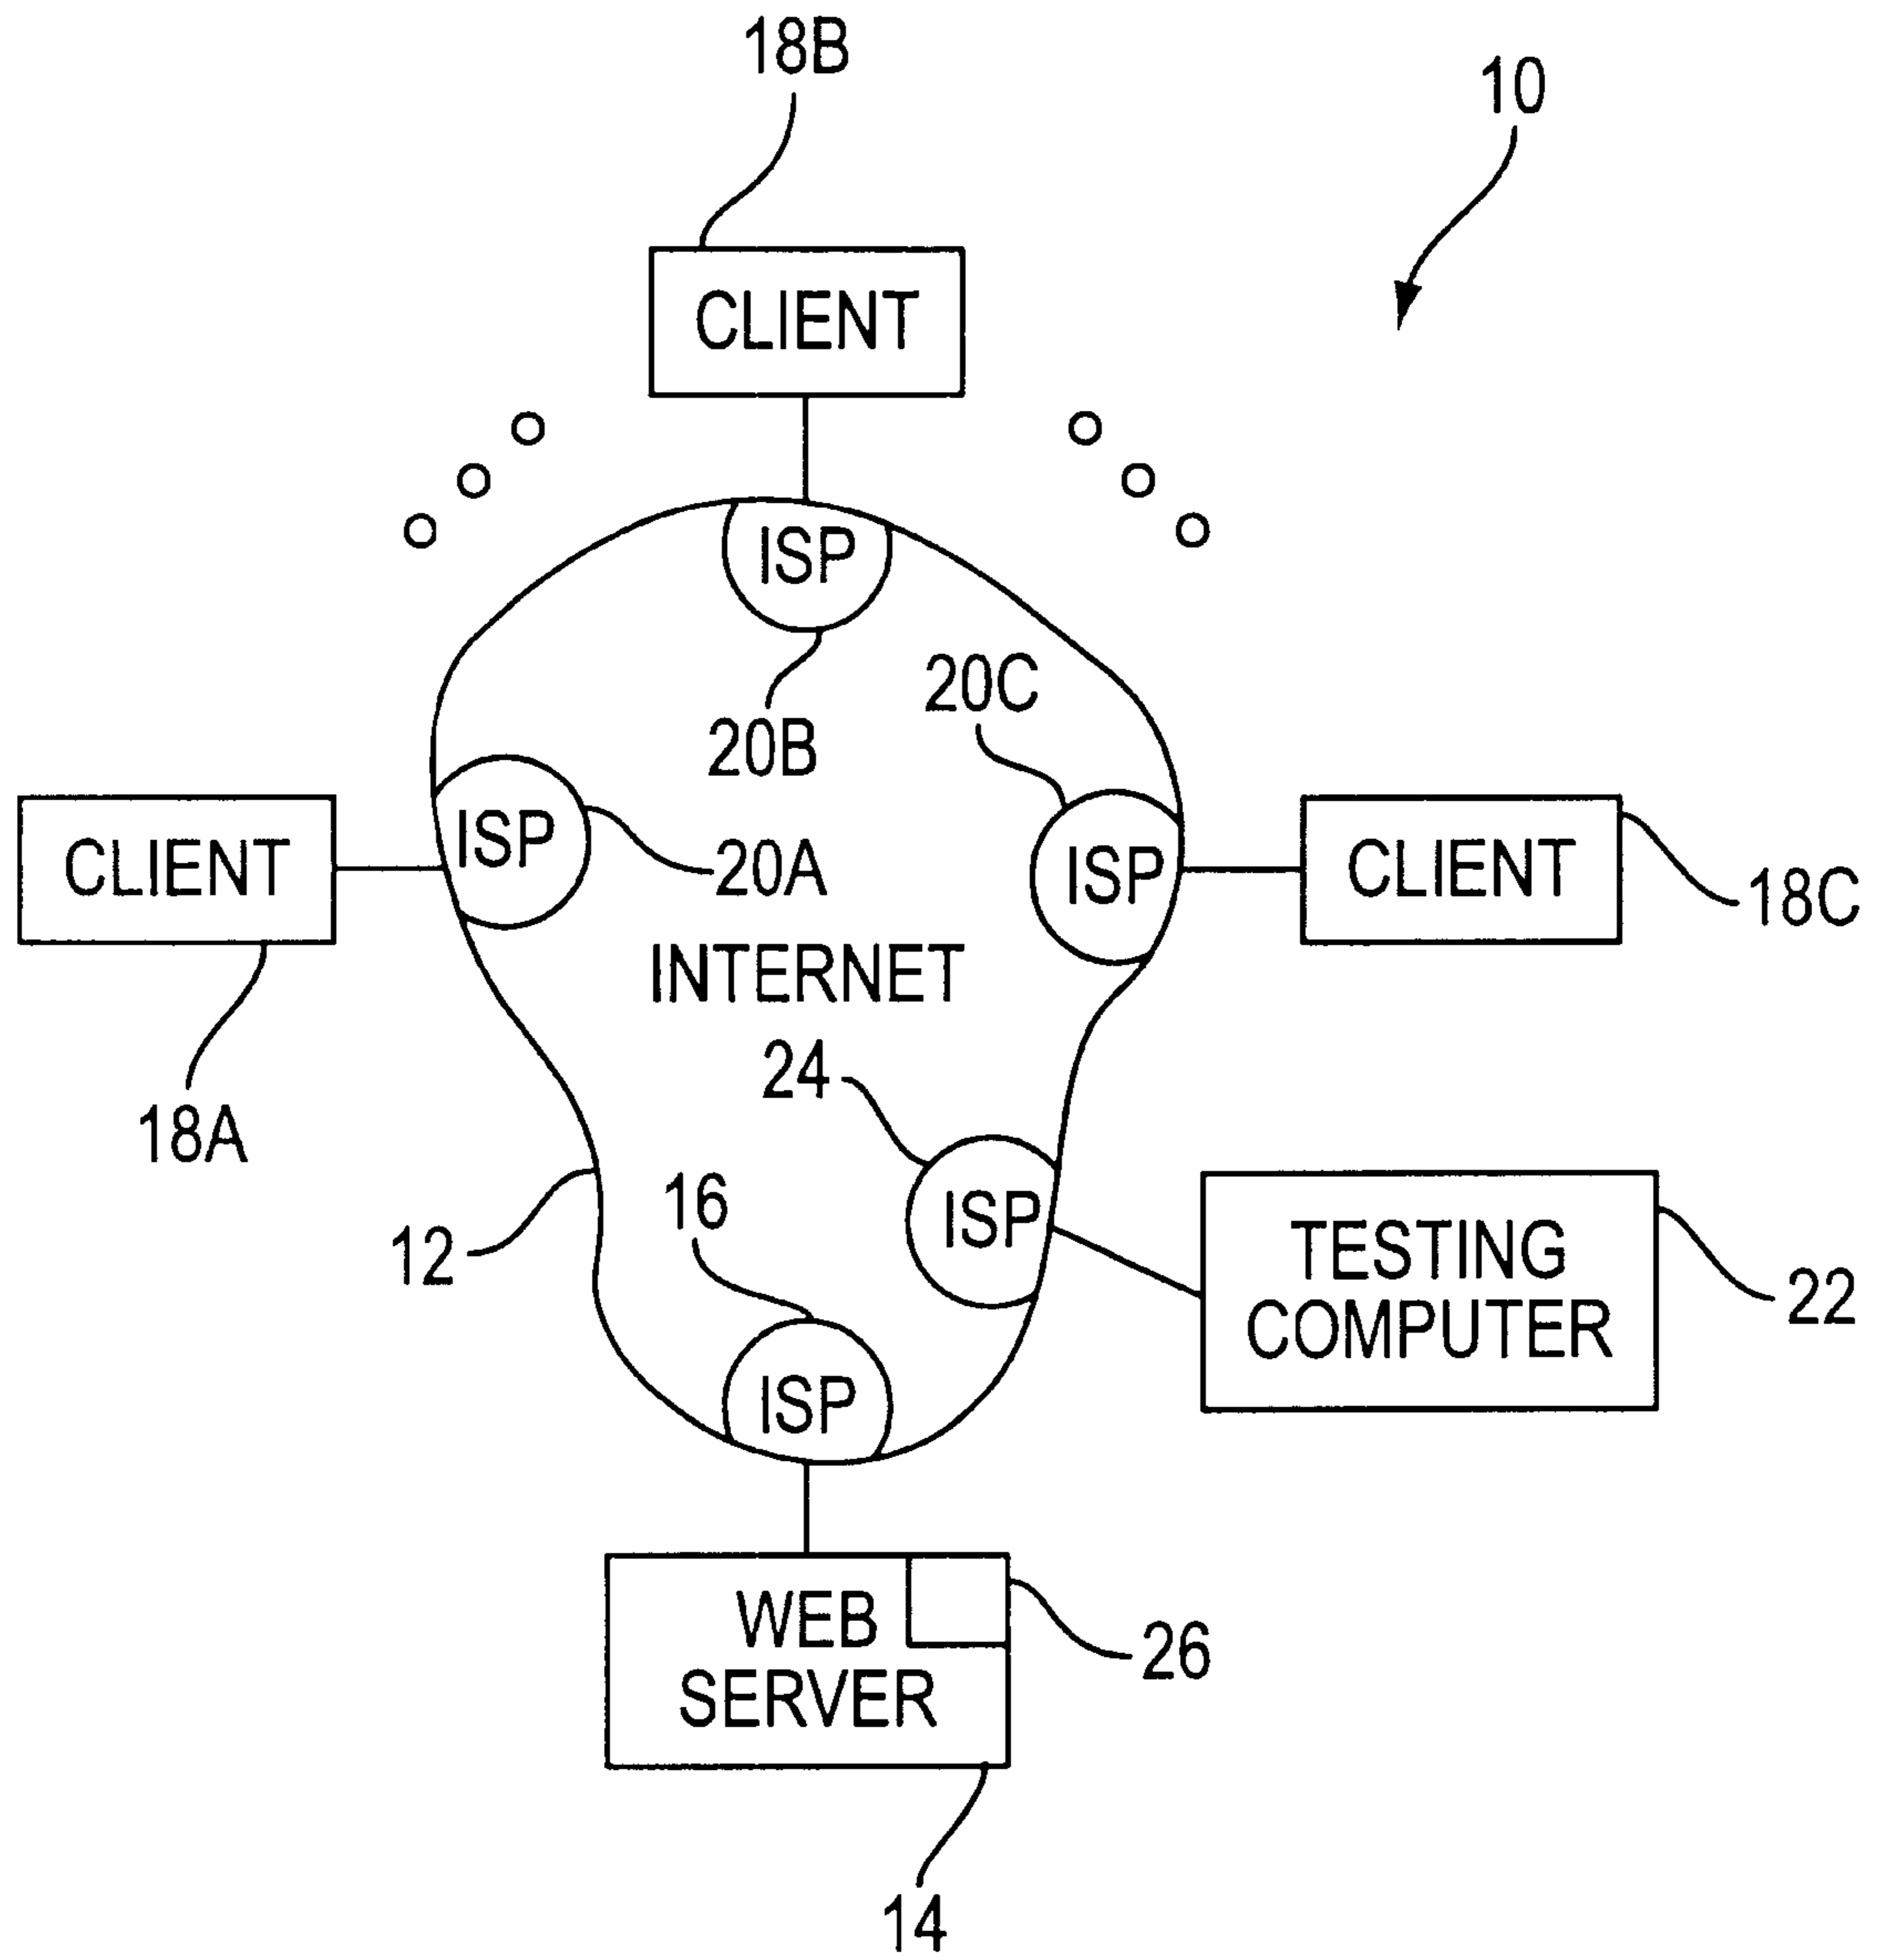 18B
10
CLIENT
ISP
20C
20B
CLIENT
ISP
20A
ISP
CLIENT
18C
INTERNET
24
18A
16
ISP
TESTING
COMPUTER
12
22
ISP
WEB
SERVER
26
14